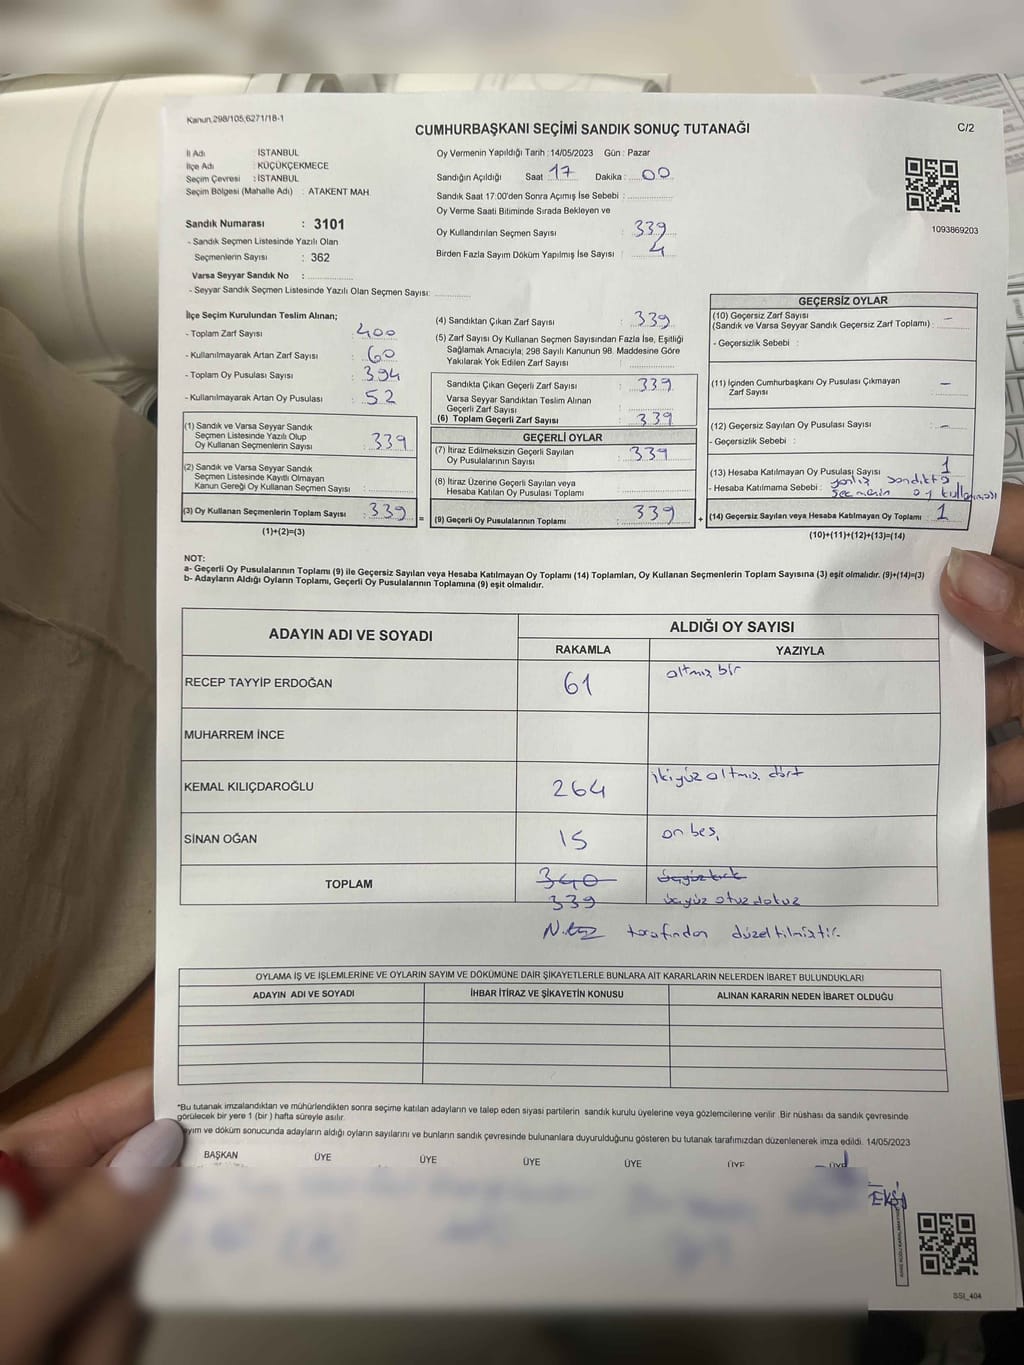 Kanun,298/105,6271/18-1
CUMHURBAŞKANI SEÇİMİ SANDIK SONUÇ TUTANAĞI
C/2
İl Adı : İSTANBUL
İlçe Adı : KÜÇÜKÇEKMECE
Seçim Çevresi : İSTANBUL
Seçim Bölgesi (Mahalle Adı) : ATAKENT MAH.
Sandık Numarası : 3101
- Sandık Seçmen Listesinde Yazılı Olan
Seçmenlerin Sayısı : 362
Varsa Seyyar Sandık No :
- Seyyar Sandık Seçmen Listesinde Yazılı Olan Seçmen Sayısı:
Oy Vermenin Yapıldığı Tarih :14/05/2023 Gün : Pazar
Sandığın Açıldığı Saat 17 Dakika : 00
Sandık Saat 17:00'den Sonra Açımış İse Sebebi :
Oy Verme Saati Bitiminde Sırada Bekleyen ve
Oy Kullandırılan Seçmen Sayısı : 339
Birden Fazla Sayım Döküm Yapılmış İse Sayısı : 4
1093869203
İlçe Seçim Kurulundan Teslim Alınan;
- Toplam Zarf Sayısı : 400
- Kullanılmayarak Artan Zarf Sayısı : 60
- Toplam Oy Pusulası Sayısı : 394
- Kullanılmayarak Artan Oy Pusulası : 52
(1) Sandık ve Varsa Seyyar Sandık
Seçmen Listesinde Yazılı Olup
Oy Kullanan Seçmenlerin Sayısı : 339
(2) Sandık ve Varsa Seyyar Sandık
Seçmen Listesinde Kayıtlı Olmayan
Kanun Gereği Oy Kullanan Seçmen Sayısı :
(3) Oy Kullanan Seçmenlerin Toplam Sayısı : 339
(1)+(2)=(3)
=
(4) Sandıktan Çıkan Zarf Sayısı : 339
(5) Zarf Sayısı Oy Kullanan Seçmen Sayısından Fazla İse, Eşitliği
Sağlamak Amacıyla; 298 Sayılı Kanunun 98. Maddesine Göre
Yakılarak Yok Edilen Zarf Sayısı :
Sandıkta Çıkan Geçerli Zarf Sayısı : 339
Varsa Seyyar Sandıktan Teslim Alınan
Geçerli Zarf Sayısı :
(6) Toplam Geçerli Zarf Sayısı : 339
GEÇERLİ OYLAR
(7) İtiraz Edilmeksizin Geçerli Sayılan
Oy Pusulalarının Sayısı : 339
(8) İtiraz Üzerine Geçerli Sayılan veya
Hesaba Katılan Oy Pusulası Toplamı :
(9) Geçerli Oy Pusulalarının Toplamı : 339
+
GEÇERSİZ OYLAR
(10) Geçersiz Zarf Sayısı
(Sandık ve Varsa Seyyar Sandık Geçersiz Zarf Toplamı) : –
- Geçersizlik Sebebi :
(11) İçinden Cumhurbaşkanı Oy Pusulası Çıkmayan
Zarf Sayısı : –
(12) Geçersiz Sayılan Oy Pusulası Sayısı : –
- Geçersizlik Sebebi :
(13) Hesaba Katılmayan Oy Pusulası Sayısı : 1
- Hesaba Katılmama Sebebi : yanlış sandıkta
seçmenin oy kullanması
(14) Geçersiz Sayılan veya Hesaba Katılmayan Oy Toplamı : 1
(10)+(11)+(12)+(13)=(14)
NOT:
a- Geçerli Oy Pusulalarının Toplamı (9) ile Geçersiz Sayılan veya Hesaba Katılmayan Oy Toplamı (14) Toplamları, Oy Kullanan Seçmenlerin Toplam Sayısına (3) eşit olmalıdır. (9)+(14)=(3)
b- Adayların Aldığı Oyların Toplamı, Geçerli Oy Pusulalarının Toplamına (9) eşit olmalıdır.
ADAYIN ADI VE SOYADI
ALDIĞI OY SAYISI
RAKAMLA
YAZIYLA
RECEP TAYYİP ERDOĞAN 61 altmış bir
MUHARREM İNCE
KEMAL KILIÇDAROĞLU 264 ikiyüz altmış dört
SİNAN OĞAN 15 on beş
TOPLAM 340 üçyüz kırk
339 üçyüz otuz dokuz
tarafından düzeltilmiştir.
OYLAMA İŞ VE İŞLEMLERİNE VE OYLARIN SAYIM VE DÖKÜMÜNE DAİR ŞİKAYETLERLE BUNLARA AİT KARARLARIN NELERDEN İBARET BULUNDUKLARI
ADAYIN ADI VE SOYADI
İHBAR İTİRAZ VE ŞİKAYETİN KONUSU
ALINAN KARARIN NEDEN İBARET OLDUĞU
*Bu tutanak imzalandıktan ve mühürlendikten sonra seçime katılan adayların ve talep eden siyasi partilerin sandık kurulu üyelerine veya gözlemcilerine verilir. Bir nüshası da sandık çevresinde
görülecek bir yere 1 (bir) hafta süreyle asılır.
ayım ve döküm sonucunda adayların aldığı oyların sayılarını ve bunların sandık çevresinde bulunanlara duyurulduğunu gösteren bu tutanak tarafımızdan düzenlenerek imza edildi. 14/05/2023
BAŞKAN ÜYE ÜYE ÜYE ÜYE ÜYE ÜYE
SSI_404